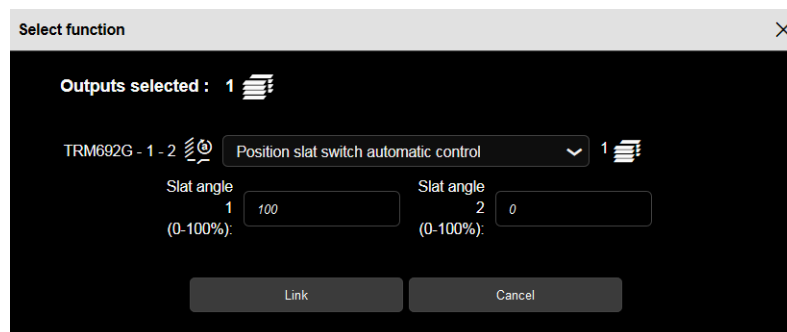 Select function
Outputs selected : 1
TRM692G - 1 - 2 a Position slat switch automatic control 1
Slat angle 1 (0-100%): 100 Slat angle 2 (0-100%): 0
Link Cancel